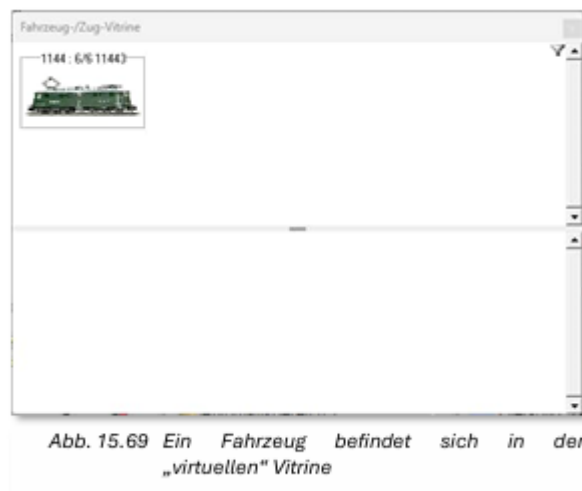 Fahrzeug-/Zug-Vitrine
1144 : 6/6 11443
Abb. 15.69 Ein Fahrzeug befindet sich in der
„virtuellen" Vitrine